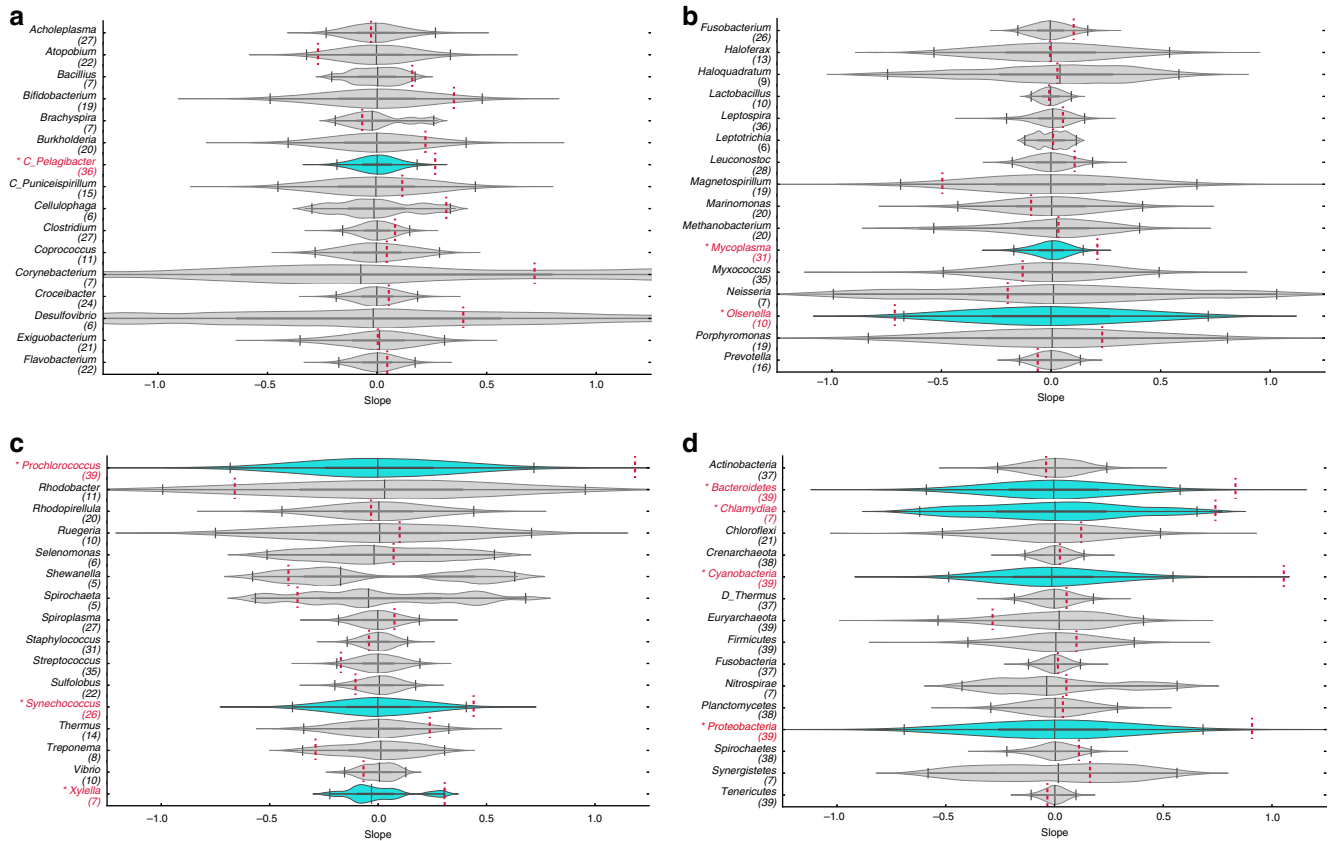 a
Acholeplasma
(27)
Atopobium
(22)
Bacillius
(7)
Bifidobacterium
(19)
Brachyspira
(7)
Burkholderia
(20)
* C_Pelagibacter
(36)
C_Puniceispirillum
(15)
Cellulophaga
(6)
Clostridium
(27)
Coprococcus
(11)
Corynebacterium
(7)
Croceibacter
(24)
Desulfovibrio
(6)
Exiguobacterium
(21)
Flavobacterium
(22)
−1.0 −0.5 0.0 0.5 1.0
Slope
b
Fusobacterium
(26)
Haloferax
(13)
Haloquadratum
(9)
Lactobacillus
(10)
Leptospira
(36)
Leptotrichia
(6)
Leuconostoc
(28)
Magnetospirillum
(19)
Marinomonas
(20)
Methanobacterium
(20)
* Mycoplasma
(31)
Myxococcus
(35)
Neisseria
(7)
* Olsenella
(10)
Porphyromonas
(19)
Prevotella
(16)
−1.0 −0.5 0.0 0.5 1.0
Slope
c
* Prochlorococcus
(39)
Rhodobacter
(11)
Rhodopirellula
(20)
Ruegeria
(10)
Selenomonas
(6)
Shewanella
(5)
Spirochaeta
(5)
Spiroplasma
(27)
Staphylococcus
(31)
Streptococcus
(35)
Sulfolobus
(22)
* Synechococcus
(26)
Thermus
(14)
Treponema
(8)
Vibrio
(10)
* Xylella
(7)
−1.0 −0.5 0.0 0.5 1.0
Slope
d
Actinobacteria
(37)
* Bacteroidetes
(39)
* Chlamydiae
(7)
Chloroflexi
(21)
Crenarchaeota
(38)
* Cyanobacteria
(39)
D_Thermus
(37)
Euryarchaeota
(39)
Firmicutes
(39)
Fusobacteria
(37)
Nitrospirae
(7)
Planctomycetes
(38)
* Proteobacteria
(39)
Spirochaetes
(38)
Synergistetes
(7)
Tenericutes
(39)
−1.0 −0.5 0.0 0.5 1.0
Slope